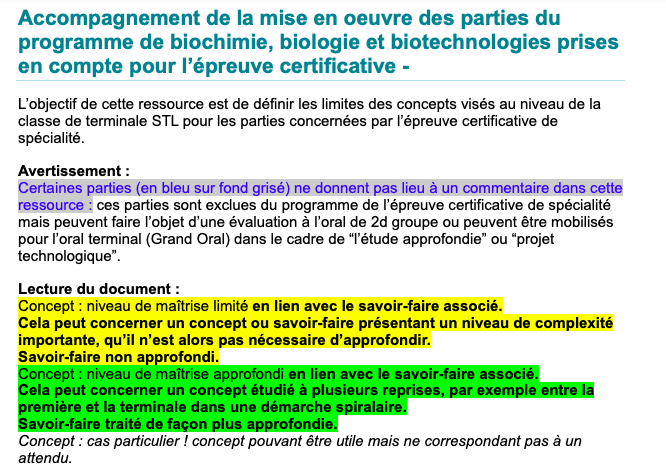 Accompagnement de la mise en oeuvre des parties du
programme de biochimie, biologie et biotechnologies prises
en compte pour l’épreuve certificative -
L’objectif de cette ressource est de définir les limites des concepts visés au niveau de la
classe de terminale STL pour les parties concernées par l’épreuve certificative de
spécialité.
Avertissement :
Certaines parties (en bleu sur fond grisé) ne donnent pas lieu à un commentaire dans cette
ressource : ces parties sont exclues du programme de l’épreuve certificative de spécialité
mais peuvent faire l’objet d’une évaluation à l’oral de 2d groupe ou peuvent être mobilisés
pour l’oral terminal (Grand Oral) dans le cadre de “l’étude approfondie” ou “projet
technologique”.
Lecture du document :
Concept : niveau de maîtrise limité en lien avec le savoir-faire associé.
Cela peut concerner un concept ou savoir-faire présentant un niveau de complexité
importante, qu’il n’est alors pas nécessaire d’approfondir.
Savoir-faire non approfondi.
Concept : niveau de maîtrise approfondi en lien avec le savoir-faire associé.
Cela peut concerner un concept étudié à plusieurs reprises, par exemple entre la
première et la terminale dans une démarche spiralaire.
Savoir-faire traité de façon plus approfondie.
Concept : cas particulier ! concept pouvant être utile mais ne correspondant pas à un
attendu.